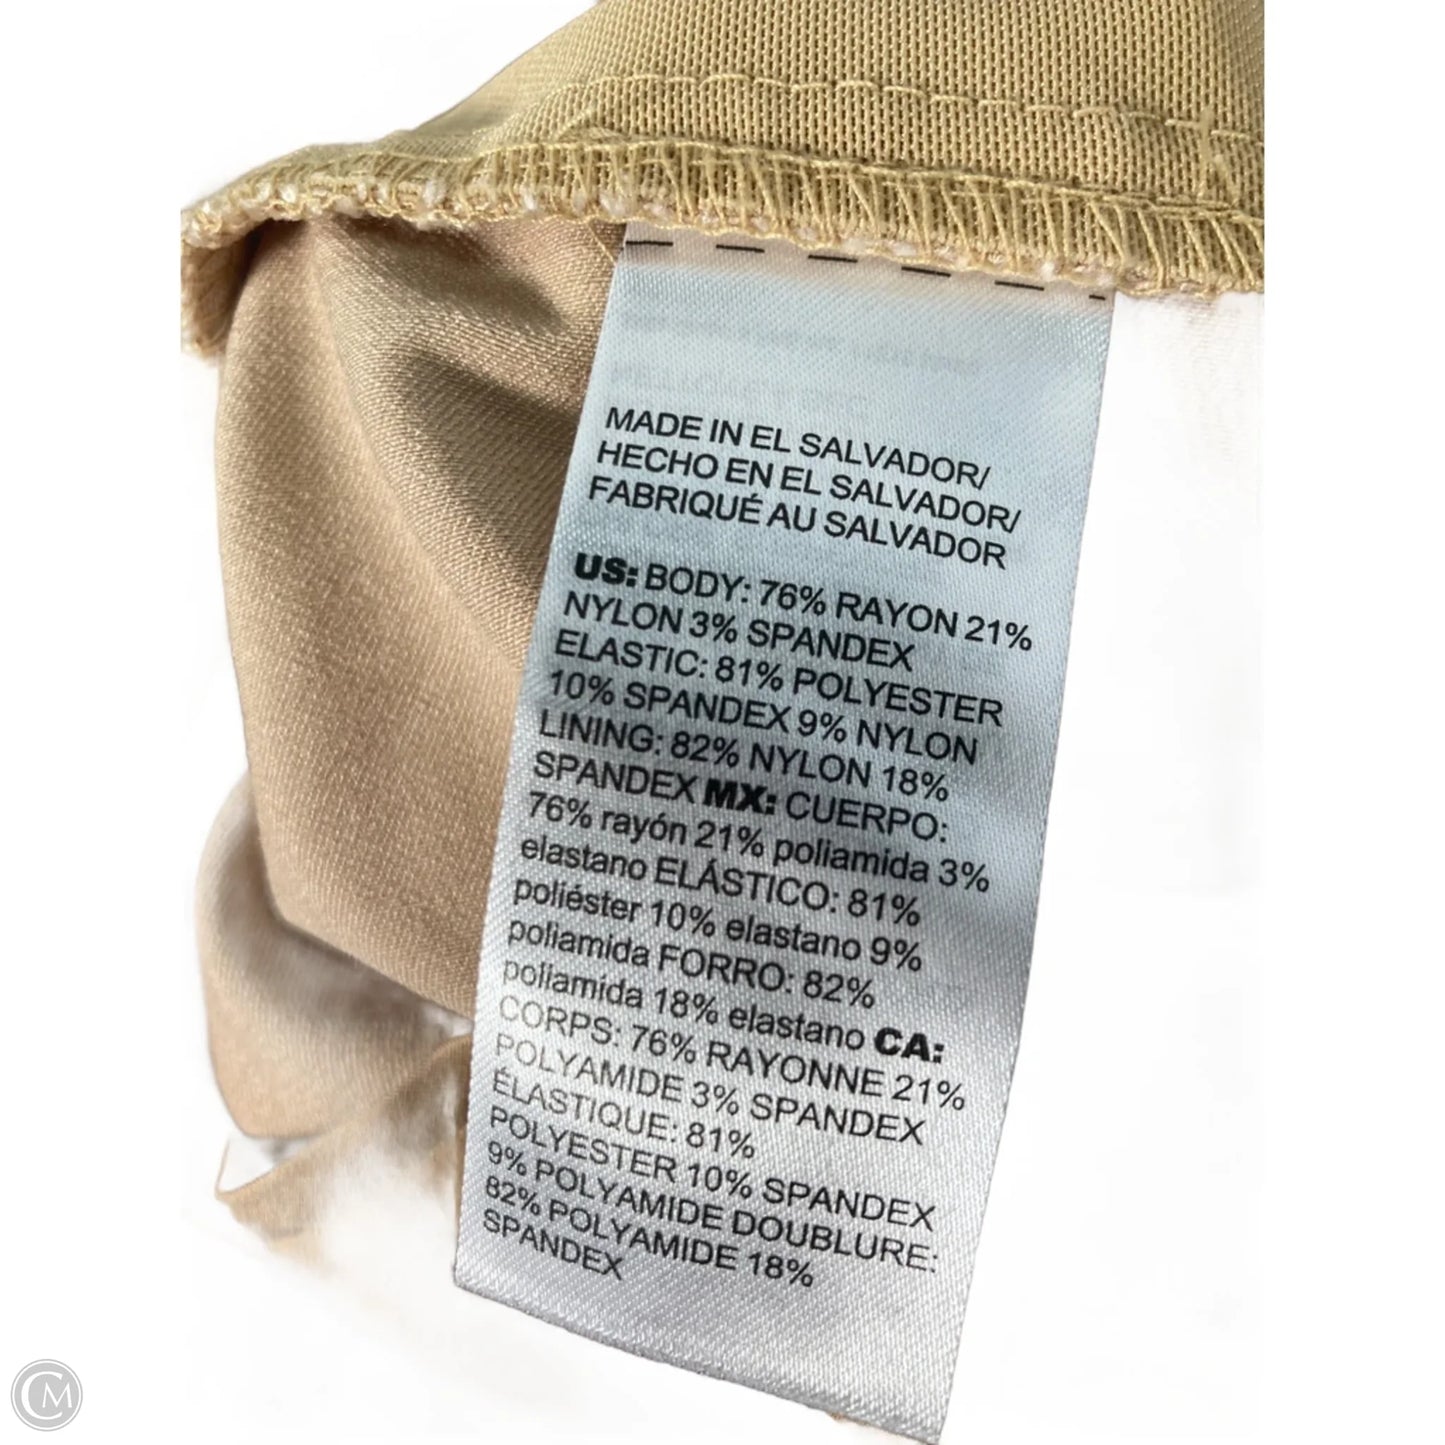 MADE IN EL SALVADOR/
HECHO EN EL SALVADOR/
FABRIQUÉ AU SALVADOR
US: BODY: 76% RAYON 21%
NYLON 3% SPANDEX
ELASTIC: 81% POLYESTER
10% SPANDEX 9% NYLON
LINING: 82% NYLON 18%
SPANDEX MX: CUERPO:
76% rayón 21% poliamida 3%
elastano ELÁSTICO: 81%
poliéster 10% elastano 9%
poliamida FORRO: 82%
poliamida 18% elastano CA:
CORPS: 76% RAYONNE 21%
POLYAMIDE 3% SPANDEX
ÉLASTIQUE: 81%
POLYESTER 10% SPANDEX
9% POLYAMIDE DOUBLURE:
82% POLYAMIDE 18%
SPANDEX
CM